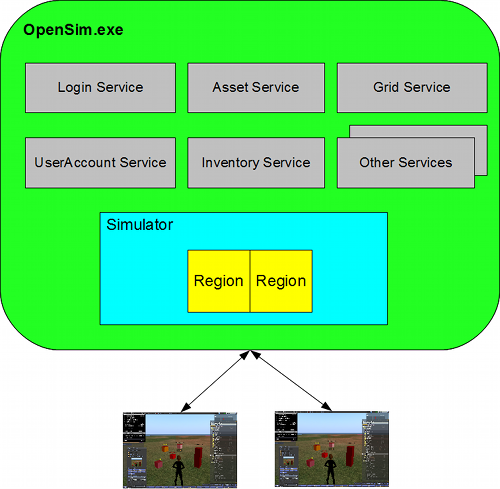 OpenSim.exe
Login Service
Asset Service
Grid Service
UserAccount Service
Inventory Service
Other Services
Simulator
Region
Region